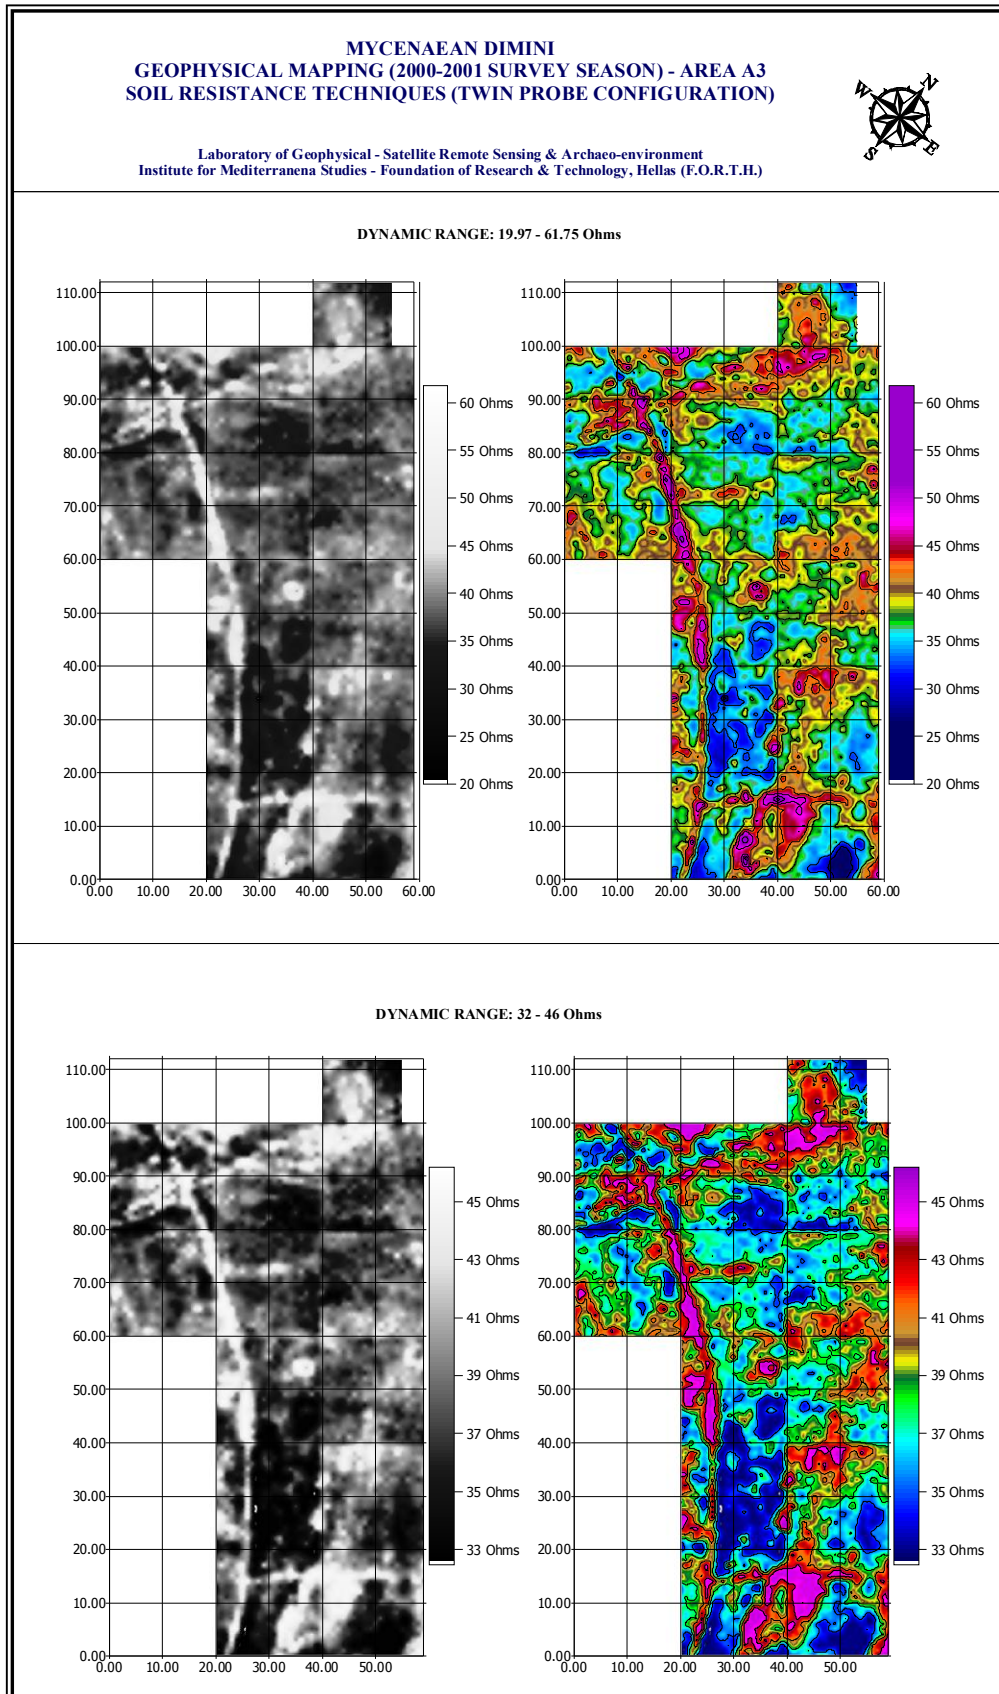 MYCENAEAN DIMINI
GEOPHYSICAL MAPPING (2000-2001 SURVEY SEASON) - AREA A3
SOIL RESISTANCE TECHNIQUES (TWIN PROBE CONFIGURATION)
W N
S E
Laboratory of Geophysical - Satellite Remote Sensing & Archaeo-environment
Institute for Mediterranena Studies - Foundation of Research & Technology, Hellas (F.O.R.T.H.)
DYNAMIC RANGE: 19.97 - 61.75 Ohms
110.00
100.00
90.00
80.00
70.00
60.00
50.00
40.00
30.00
20.00
10.00
0.00
0.00 10.00 20.00 30.00 40.00 50.00 60.00
60 Ohms
55 Ohms
50 Ohms
45 Ohms
40 Ohms
35 Ohms
30 Ohms
25 Ohms
20 Ohms
110.00
100.00
90.00
80.00
70.00
60.00
50.00
40.00
30.00
20.00
10.00
0.00
0.00 10.00 20.00 30.00 40.00 50.00 60.00
60 Ohms
55 Ohms
50 Ohms
45 Ohms
40 Ohms
35 Ohms
30 Ohms
25 Ohms
20 Ohms
DYNAMIC RANGE: 32 - 46 Ohms
110.00
100.00
90.00
80.00
70.00
60.00
50.00
40.00
30.00
20.00
10.00
0.00
0.00 10.00 20.00 30.00 40.00 50.00
45 Ohms
43 Ohms
41 Ohms
39 Ohms
37 Ohms
35 Ohms
33 Ohms
110.00
100.00
90.00
80.00
70.00
60.00
50.00
40.00
30.00
20.00
10.00
0.00
0.00 10.00 20.00 30.00 40.00 50.00
45 Ohms
43 Ohms
41 Ohms
39 Ohms
37 Ohms
35 Ohms
33 Ohms